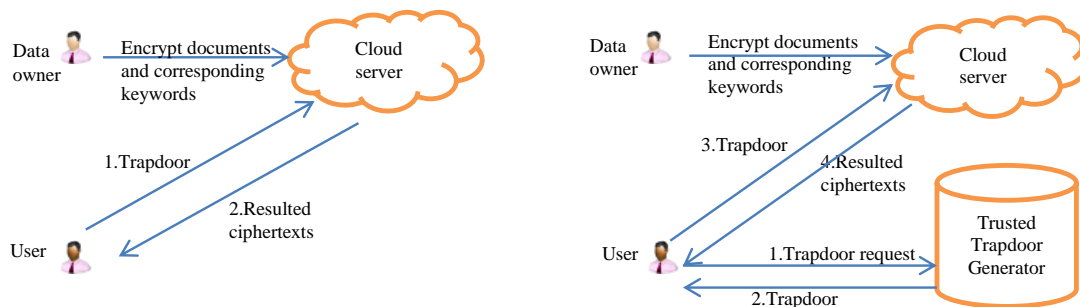 Data
owner
Encrypt documents
and corresponding
keywords
Cloud
server
1.Trapdoor
2.Resulted
ciphertexts
User
Data
owner
Encrypt documents
and corresponding
keywords
Cloud
server
3.Trapdoor
4.Resulted
ciphertexts
User
1.Trapdoor request
2.Trapdoor
Trusted
Trapdoor
Generator